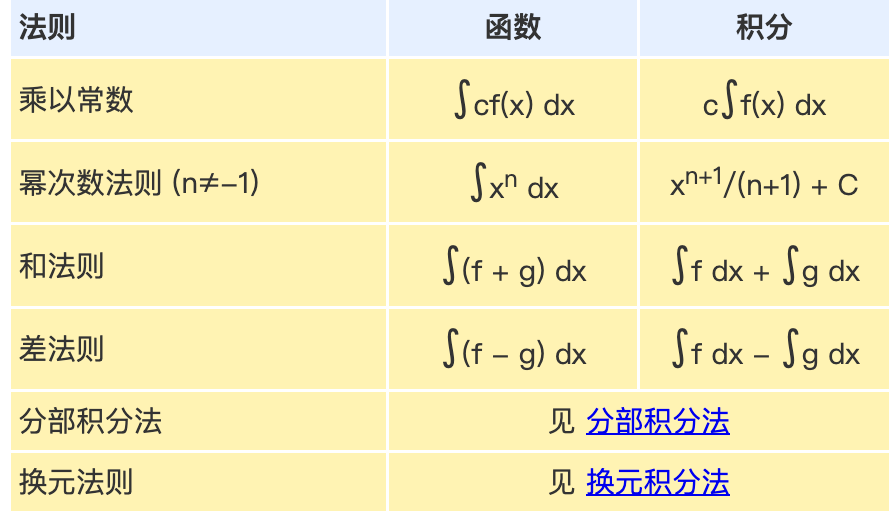 法则 函数 积分
乘以常数 ∫cf(x) dx c∫f(x) dx
幂次数法则 (n≠−1) ∫xⁿ dx xⁿ⁺¹/(n+1) + C
和法则 ∫(f + g) dx ∫f dx + ∫g dx
差法则 ∫(f − g) dx ∫f dx − ∫g dx
分部积分法 见 分部积分法
换元法则 见 换元积分法